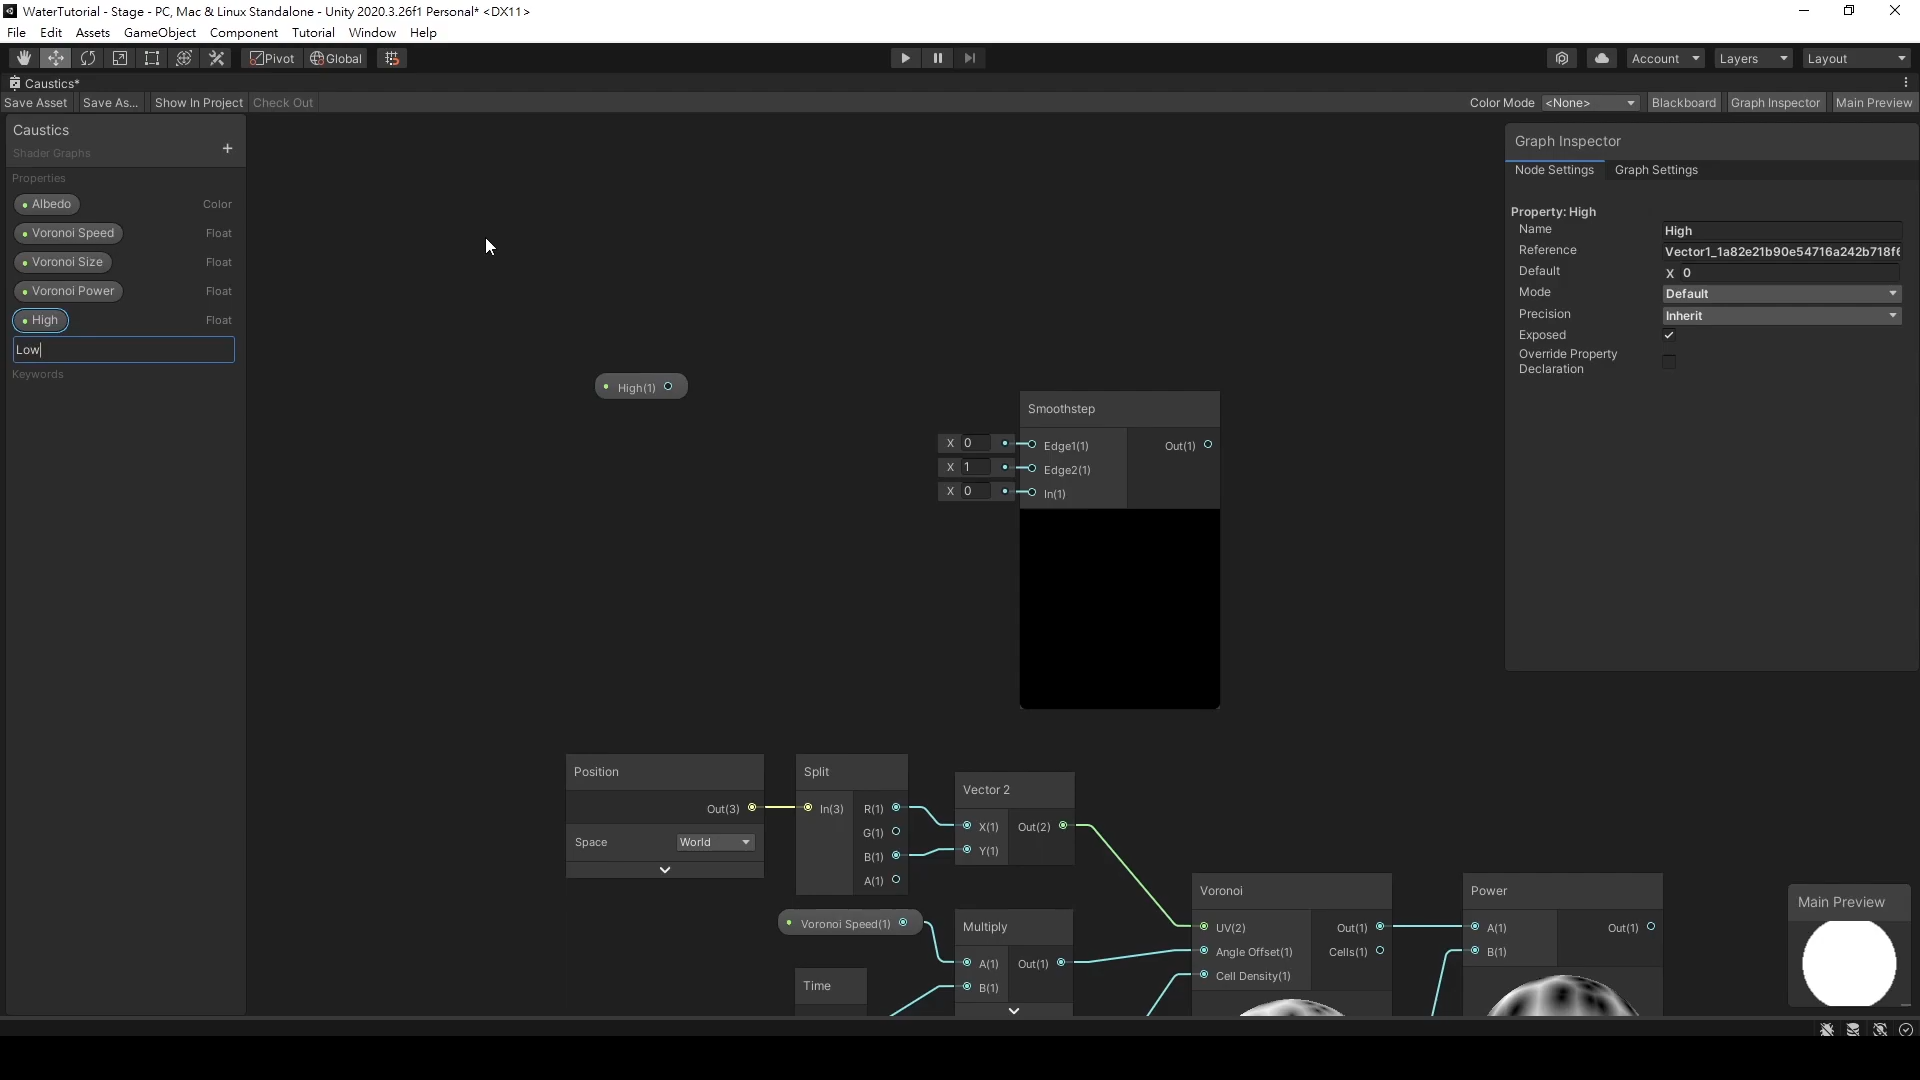 WaterTutorial - Stage - PC, Mac & Linux Standalone - Unity 2020.3.26f1 Personal* <DX11>
File Edit Assets GameObject Component Tutorial Window Help
Pivot Global Account Layers Layout
Caustics*
Save Asset Save As... Show In Project Check Out Color Mode <None> Blackboard Graph Inspector Main Preview
Caustics
Shader Graphs
+
Properties
Albedo Color
Voronoi Speed Float
Voronoi Size Float
Voronoi Power Float
High Float
Low
Keywords
High(1)
Smoothstep
X 0 Edge1(1) Out(1)
X 1 Edge2(1)
X 0 In(1)
Graph Inspector
Node Settings Graph Settings
Property: High
Name High
Reference Vector1_1a82e21b90e54716a242b718f6
Default X 0
Mode Default
Precision Inherit
Exposed
Override Property
Declaration
Position
Out(3)
Space World
Split
In(3) R(1)
G(1)
B(1)
A(1)
Vector 2
X(1) Out(2)
Y(1)
Voronoi Speed(1)
Time
Multiply
A(1) Out(1)
B(1)
Voronoi
UV(2) Out(1)
Angle Offset(1) Cells(1)
Cell Density(1)
Power
A(1) Out(1)
B(1)
Main Preview